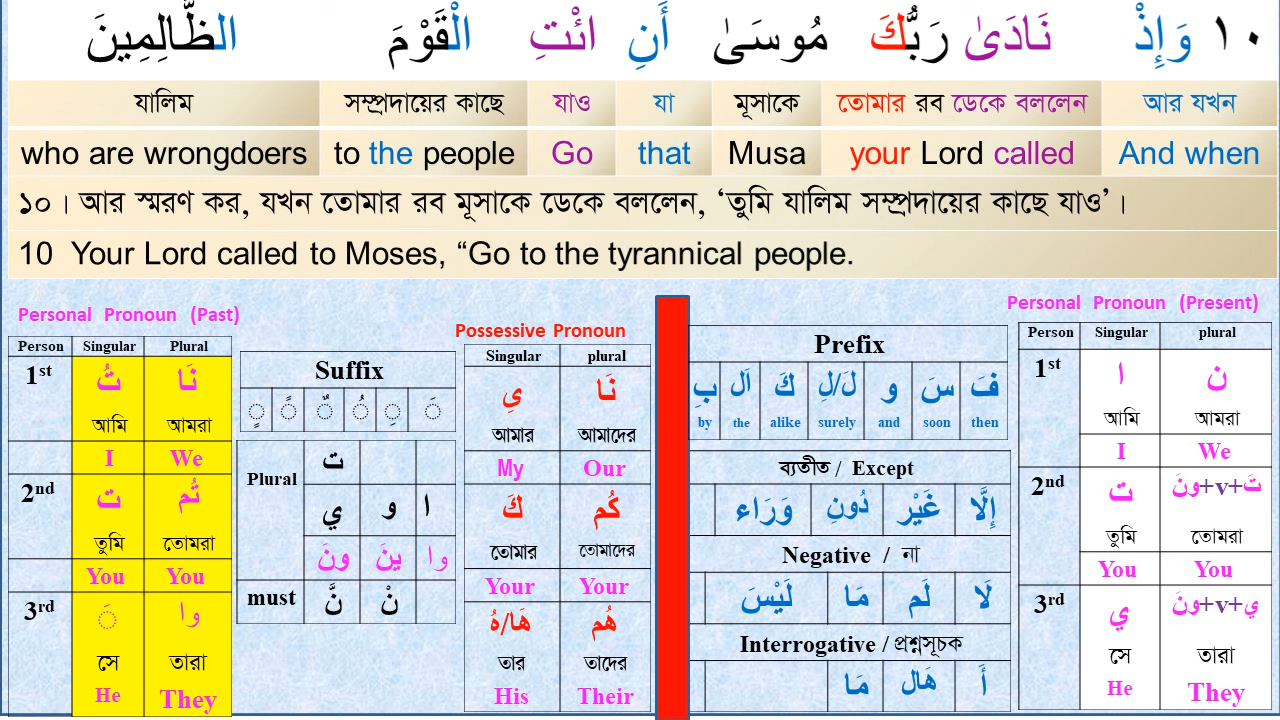 ١٠ وَإِذْ نَادَىٰ رَبُّكَ مُوسَىٰ أَنِ ائْتِ الْقَوْمَ الظَّالِمِينَ
যালিম সম্প্রদায়ের কাছে যাও যা মূসাকে তোমার রব ডেকে বললেন আর যখন
who are wrongdoers to the people Go that Musa your Lord called And when
১০। আর স্মরণ কর, যখন তোমার রব মূসাকে ডেকে বললেন, ‘তুমি যালিম সম্প্রদায়ের কাছে যাও’।
10 Your Lord called to Moses, “Go to the tyrannical people.
Personal Pronoun (Past)
Person Singular Plural
1st تُ نَا
আমি আমরা
I We
2nd ت تُم
তুমি তোমরা
You You
3rd َ وا
সে তারা
He They
Suffix
ٍ ً ٌ ُ ِ َ
Plural ت
ي و ا
ونَ ينَ وا
must نَّ نْ
Possessive Pronoun
Singular plural
يِ نَا
আমার আমাদের
My Our
كَ كُم
তোমার তোমাদের
Your Your
هَا/هُ هُم
তার তাদের
His Their
Prefix
بِ اَل كَ لَ/لِ و سَ فَ
by the alike surely and soon then
ব্যতীত / Except
وَرَاء دُونِ غَيْر إِلَّا
Negative / না
لَيْسَ مَا لَم لَا
Interrogative / প্রশ্নসূচক
مَا هَال أَ
Personal Pronoun (Present)
Person Singular plural
1st ا ن
আমি আমরা
I We
2nd ت تَ+v+ونَ
তুমি তোমরা
You You
3rd ي ي+v+ونَ
সে তারা
He They